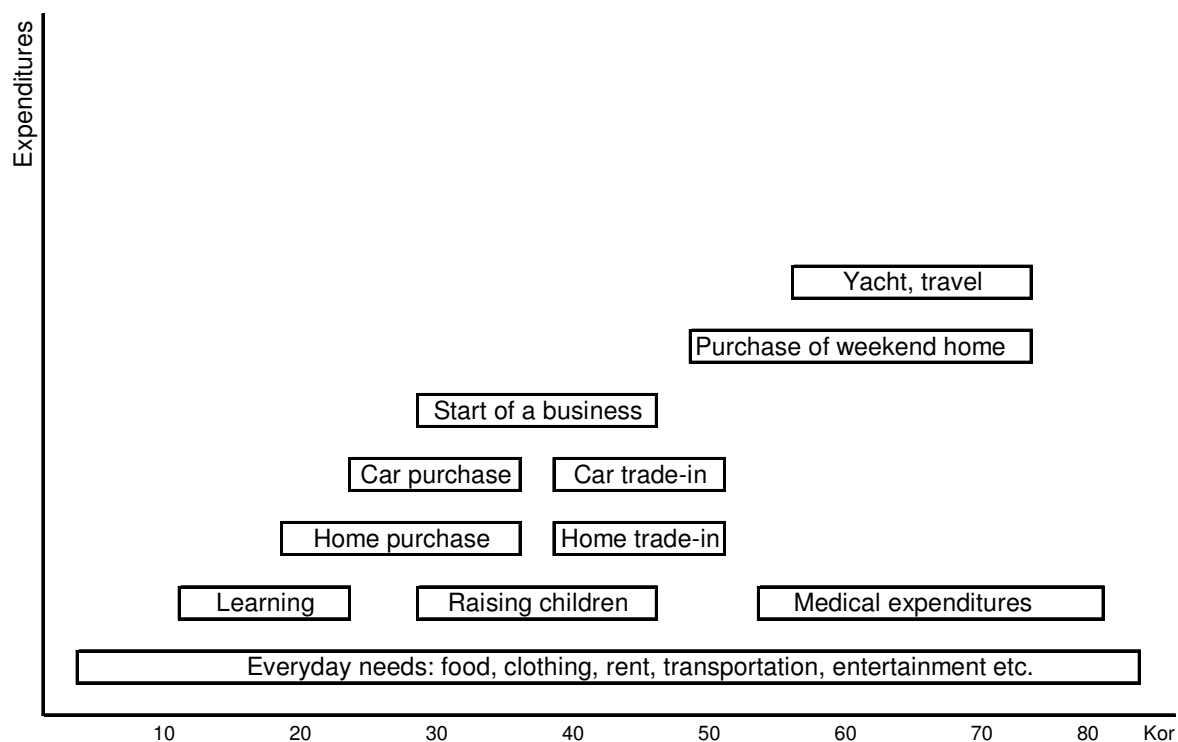 Expenditures
Yacht, travel
Purchase of weekend home
Start of a business
Car purchase
Car trade-in
Home purchase
Home trade-in
Learning
Raising children
Medical expenditures
Everyday needs: food, clothing, rent, transportation, entertainment etc.
10 20 30 40 50 60 70 80 Kor